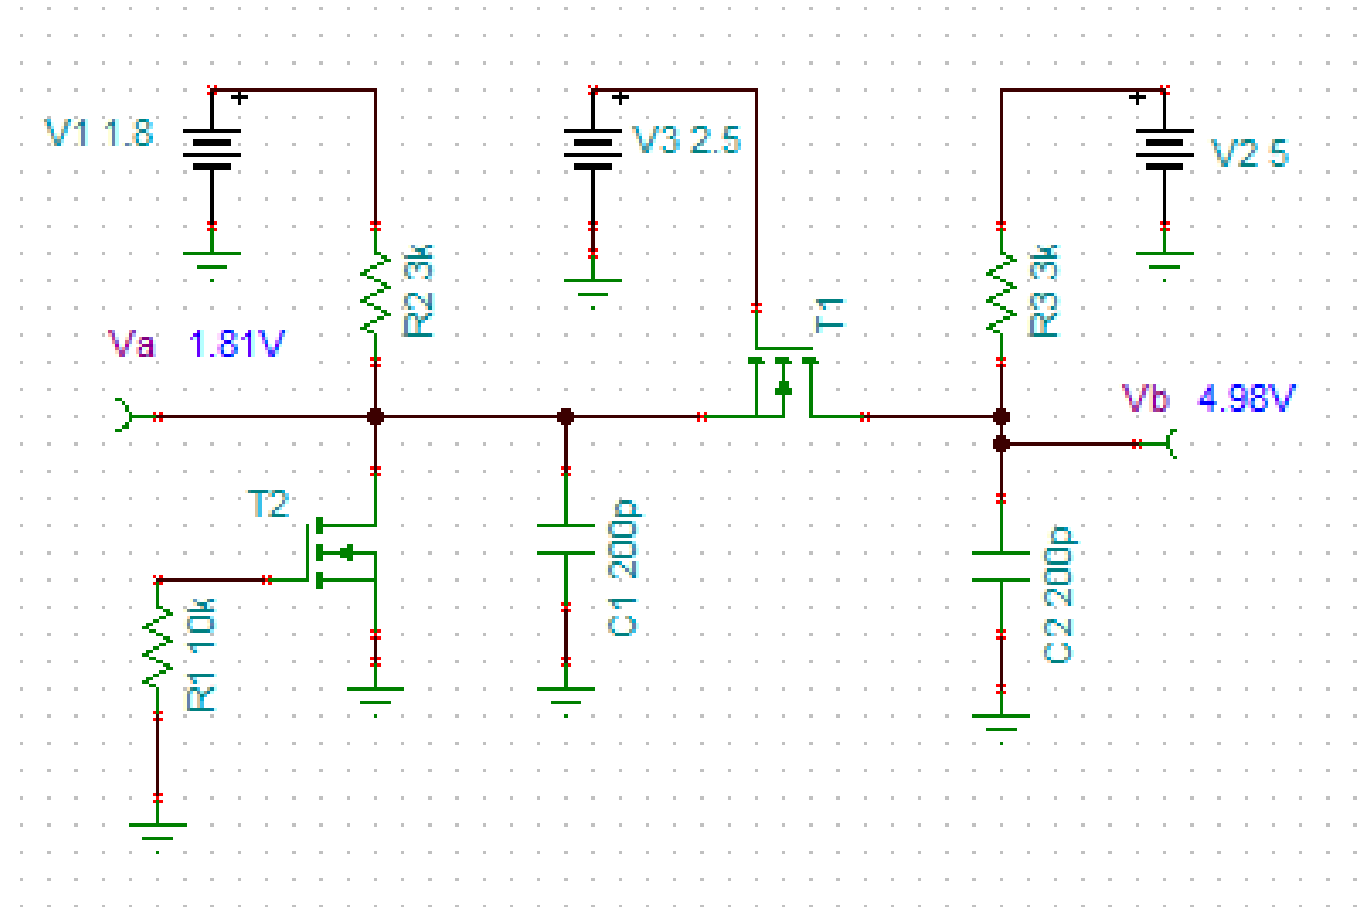 V1 1.8
V3 2.5
V2 5
R2 3k
R3 3k
T1
Va 1.81V
Vb 4.98V
T2
C1 200p
C2 200p
R1 10k